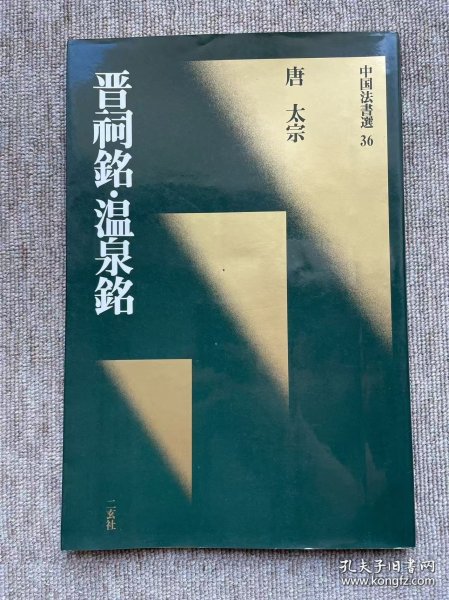 中国法書選 36
唐 太宗
晋祠銘・温泉銘
二玄社
孔夫子旧书网
www.kongfz.com